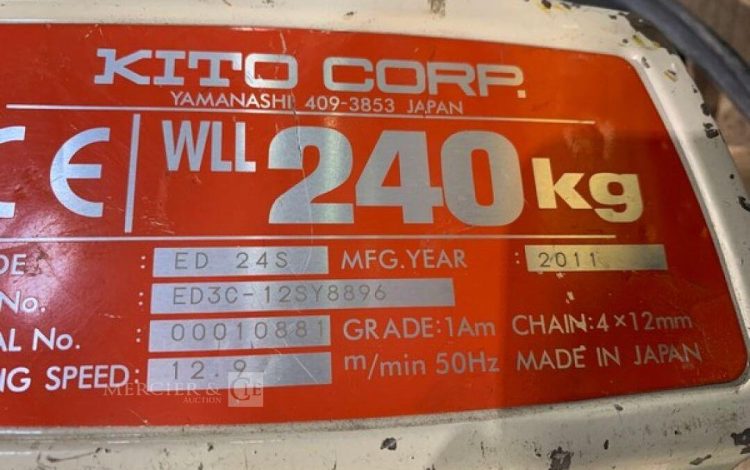 KITO CORP.
YAMANASHI 409-3853 JAPAN
CE WLL 240kg
DE : ED 24S MFG.YEAR : 2011
No. : ED3C-12SY8896
AL No. : 00010881 GRADE:1Am CHAIN:4×12mm
NG SPEED: 12.9 m/min 50Hz MADE IN JAPAN
MERCIER & CIE
AUCTION